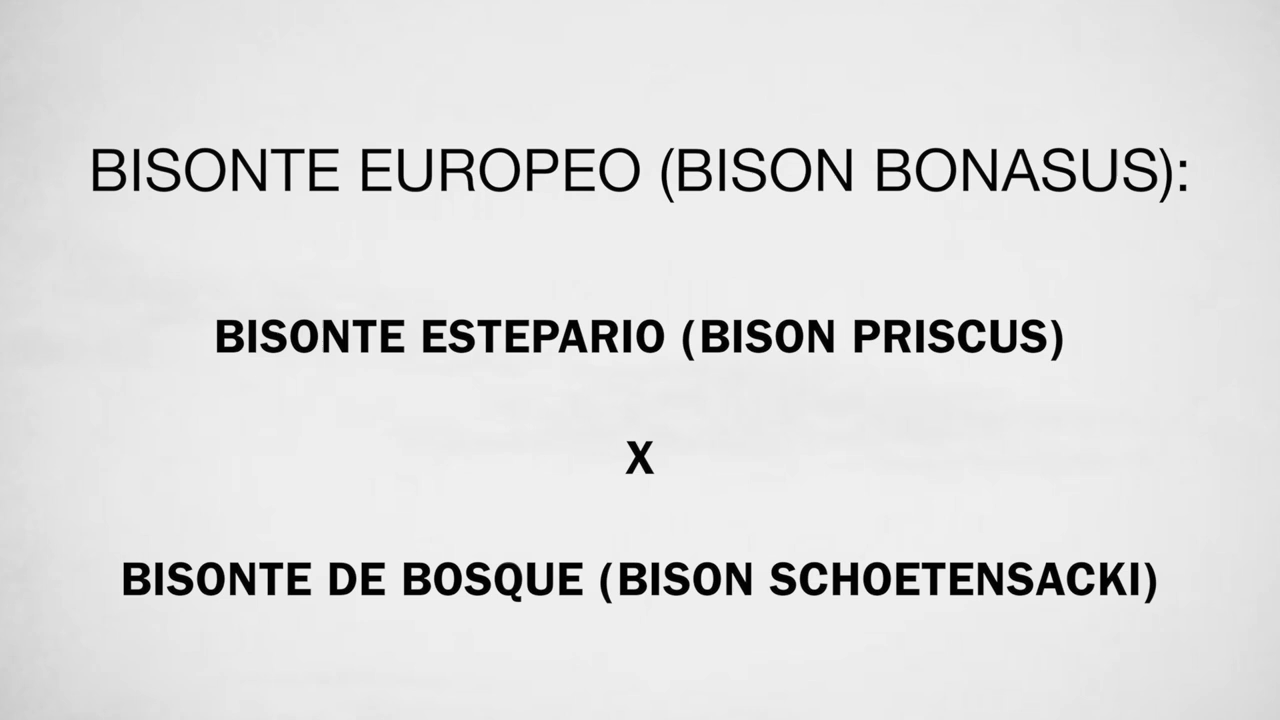 BISONTE EUROPEO (BISON BONASUS):
BISONTE ESTEPARIO (BISON PRISCUS)
X
BISONTE DE BOSQUE (BISON SCHOETENSACKI)